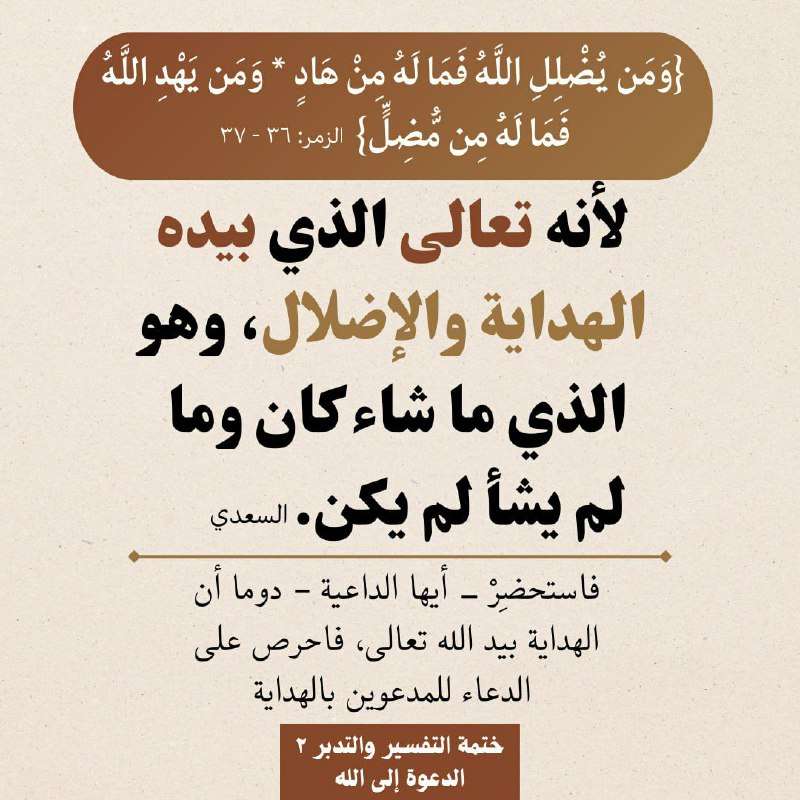 {وَمَن يُضْلِلِ اللَّهُ فَمَا لَهُ مِنْ هَادٍ * وَمَن يَهْدِ اللَّهُ
فَمَا لَهُ مِن مُّضِلٍّ} الزمر: ٣٦ - ٣٧
لأنه تعالى الذي بيده
الهداية والإضلال، وهو
الذي ما شاء كان وما
لم يشأ لم يكن. السعدي
فاستحضِرْ – أيها الداعية – دوما أن
الهداية بيد الله تعالى، فاحرص على
الدعاء للمدعوين بالهداية
ختمة التفسير والتدبر ٢
الدعوة إلى الله